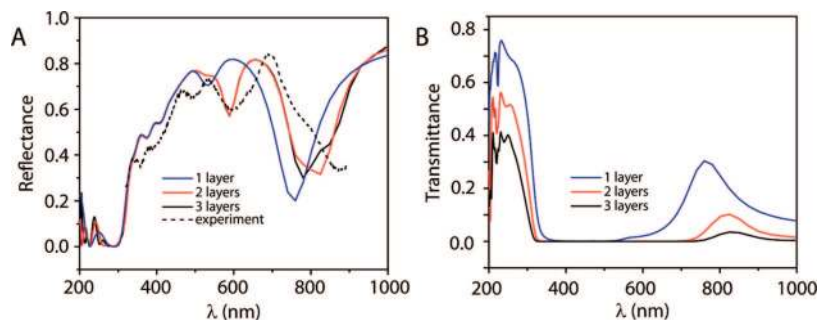 A
Reflectance
1.0
0.8
0.6
0.4
0.2
0.0
1 layer
2 layers
3 layers
experiment
200 400 600 800 1000
λ (nm)
B
Transmittance
0.8
0.6
0.4
0.2
0.0
1 layer
2 layers
3 layers
200 400 600 800 1000
λ (nm)